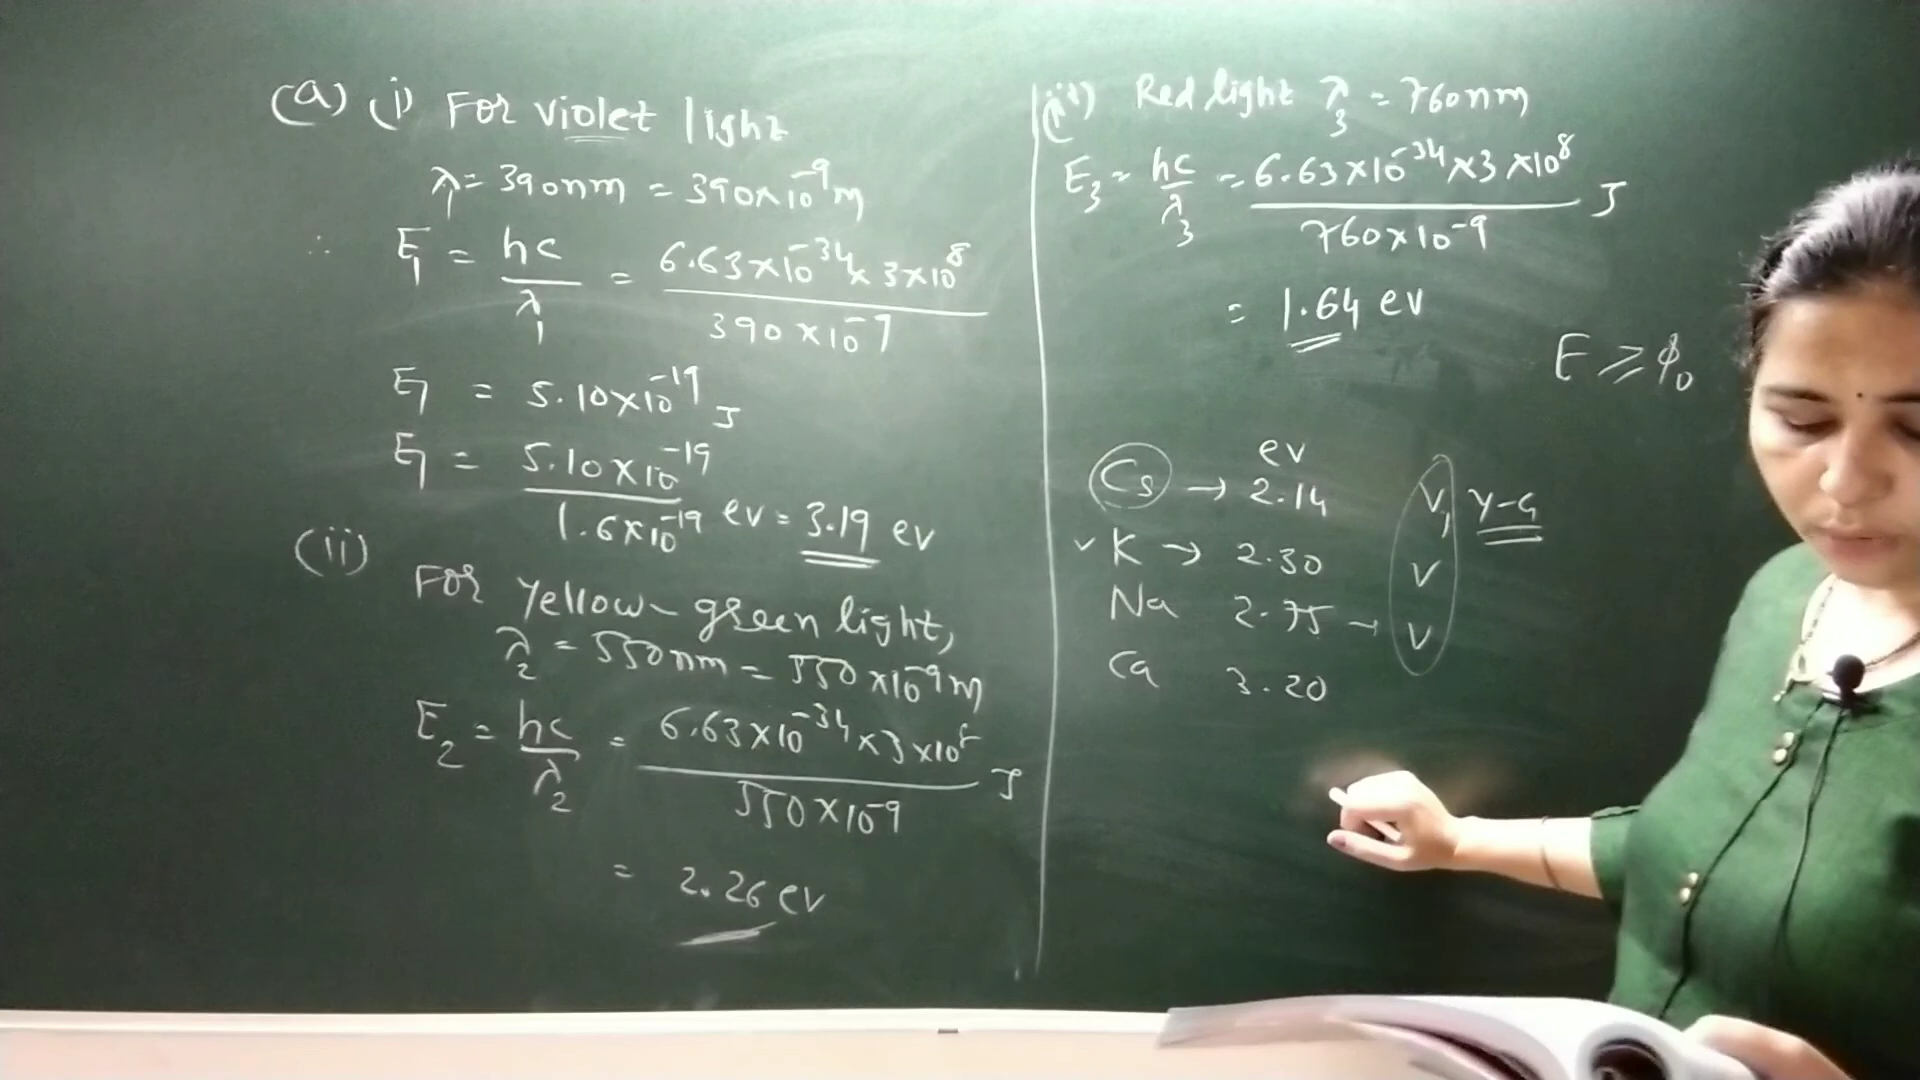 (a) (i) For violet light
λ₁ = 390nm = 390×10⁻⁹m
∴ E₁ = hc/λ₁ = 6.63×10⁻³⁴ × 3×10⁸ / 390×10⁻⁹
E₁ = 5.10×10⁻¹⁹ J
E₁ = 5.10×10⁻¹⁹ / 1.6×10⁻¹⁹ ev = 3.19 ev
(ii) For yellow-green light,
λ₂ = 550nm = 550×10⁻⁹m
E₂ = hc/λ₂ = 6.63×10⁻³⁴×3×10⁸ / 550×10⁻⁹ J
= 2.26 ev
(iii) Red light λ₃ = 760nm
E₃ = hc/λ₃ = 6.63×10⁻³⁴×3×10⁸ / 760×10⁻⁹ J
= 1.64 ev
E ⩾ φ₀
ev
Cs → 2.14 V, Y-G
✓ K → 2.30 V
Na 2.75 → V
Ca 3.20